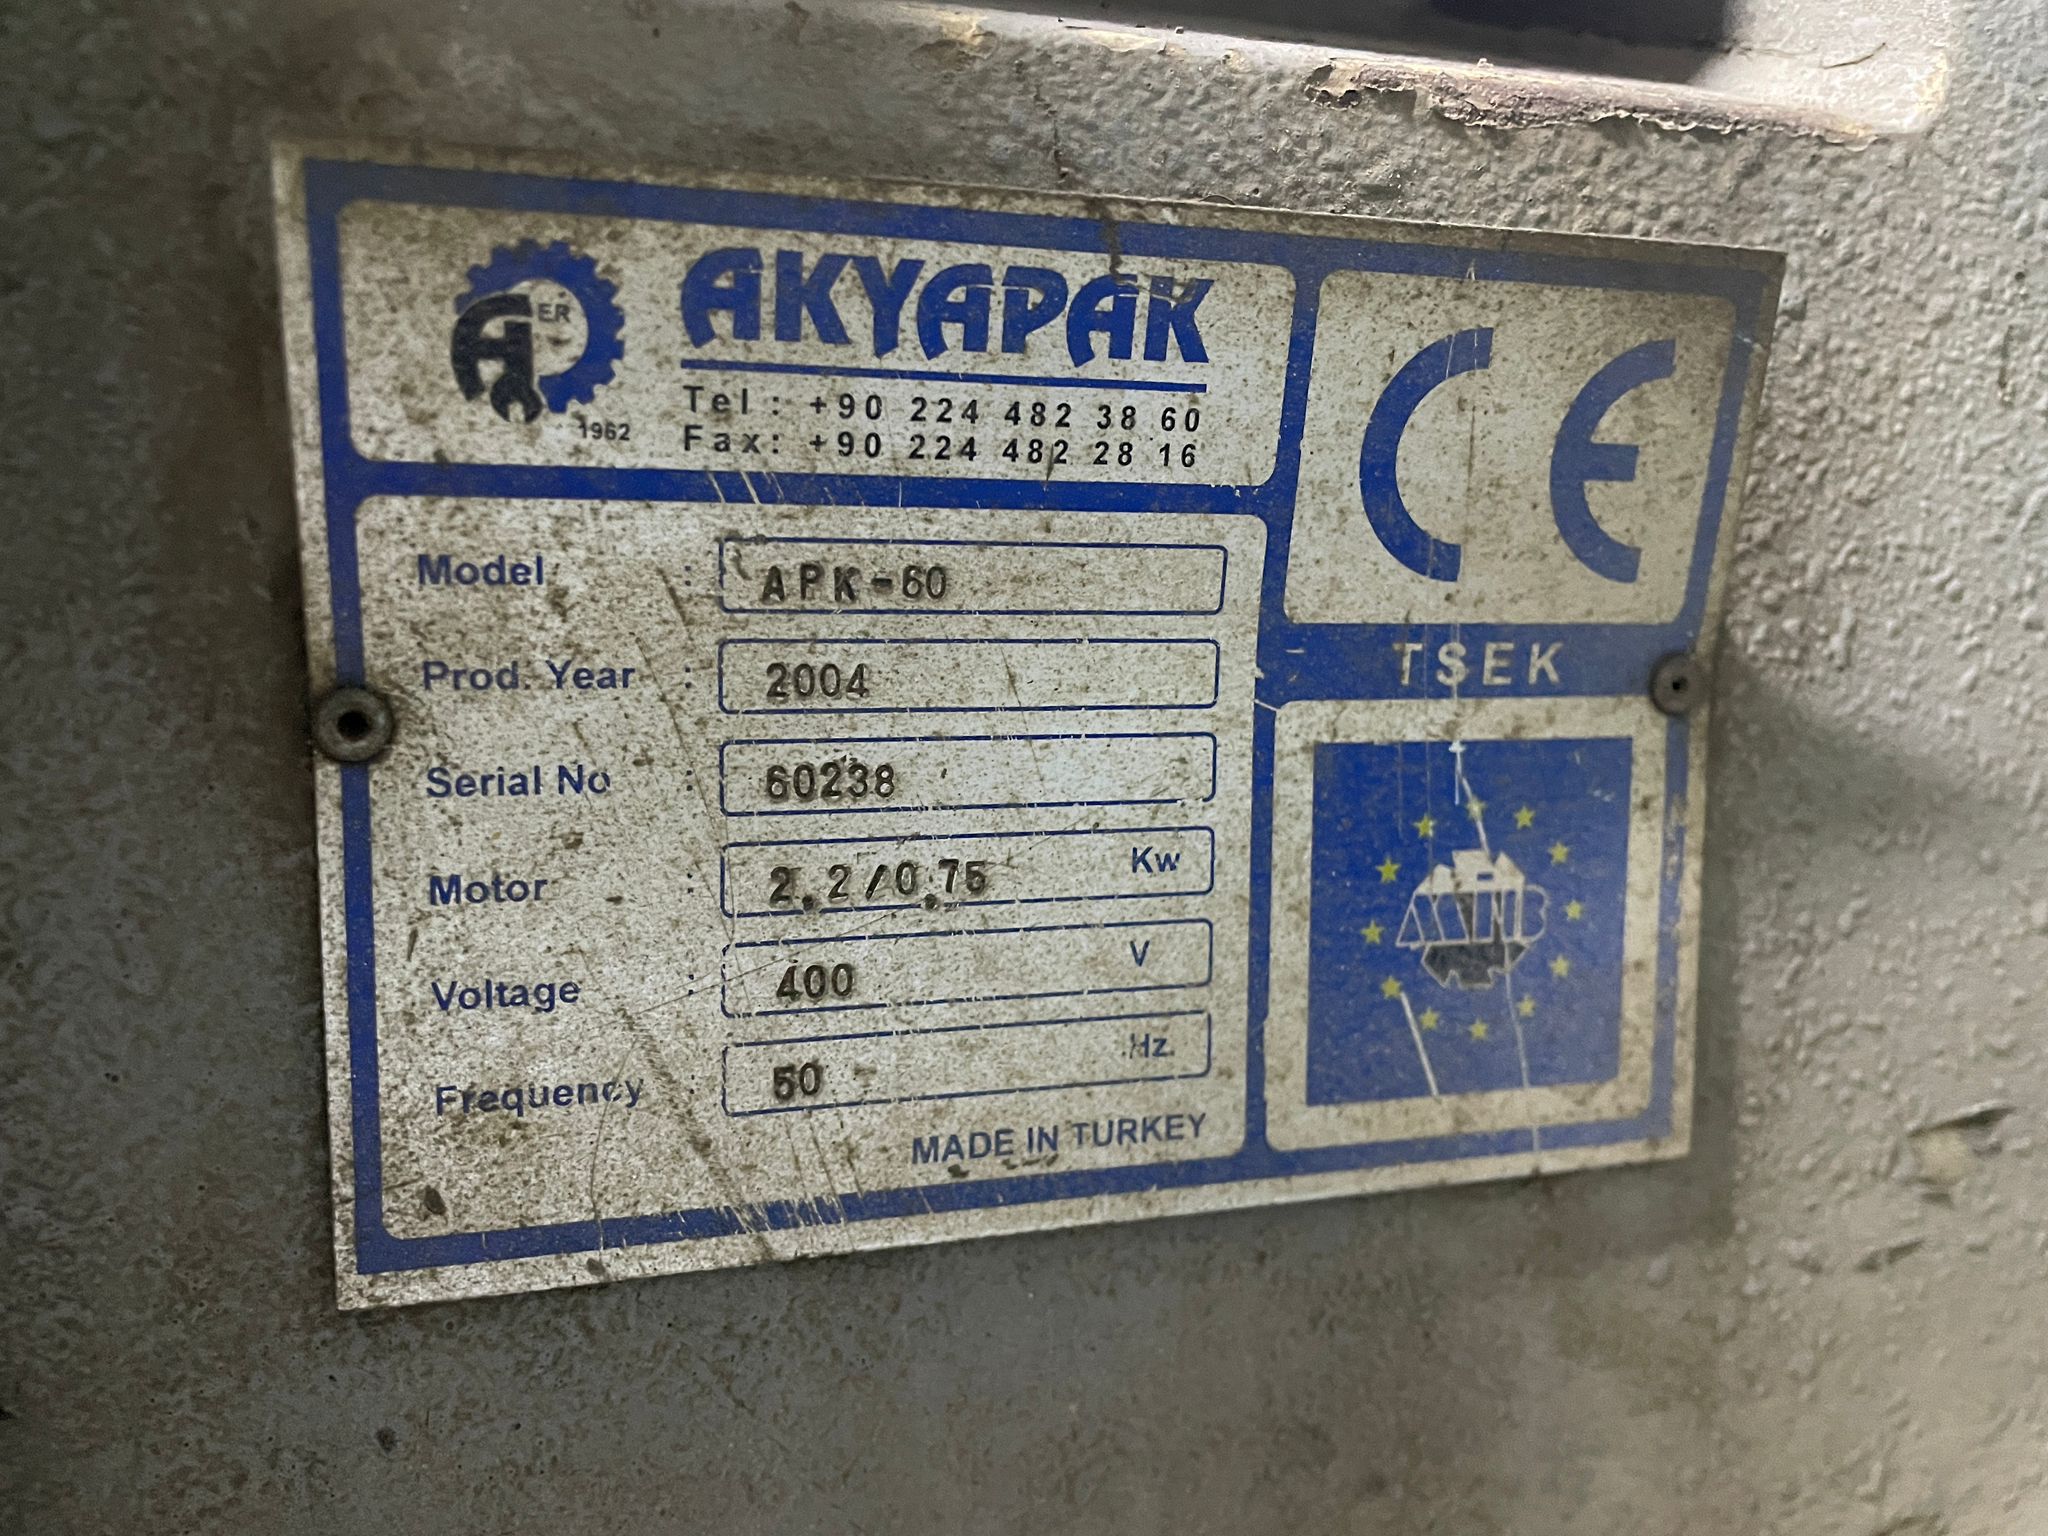 ER
1962
AKYAPAK
Tel : +90 224 482 38 60
Fax: +90 224 482 28 16
CE
Model : APK-60
Prod. Year : 2004
Serial No : 60238
Motor : 2.2/0.75 Kw
Voltage : 400 V
Frequency : 50 Hz
MADE IN TURKEY
TSEK